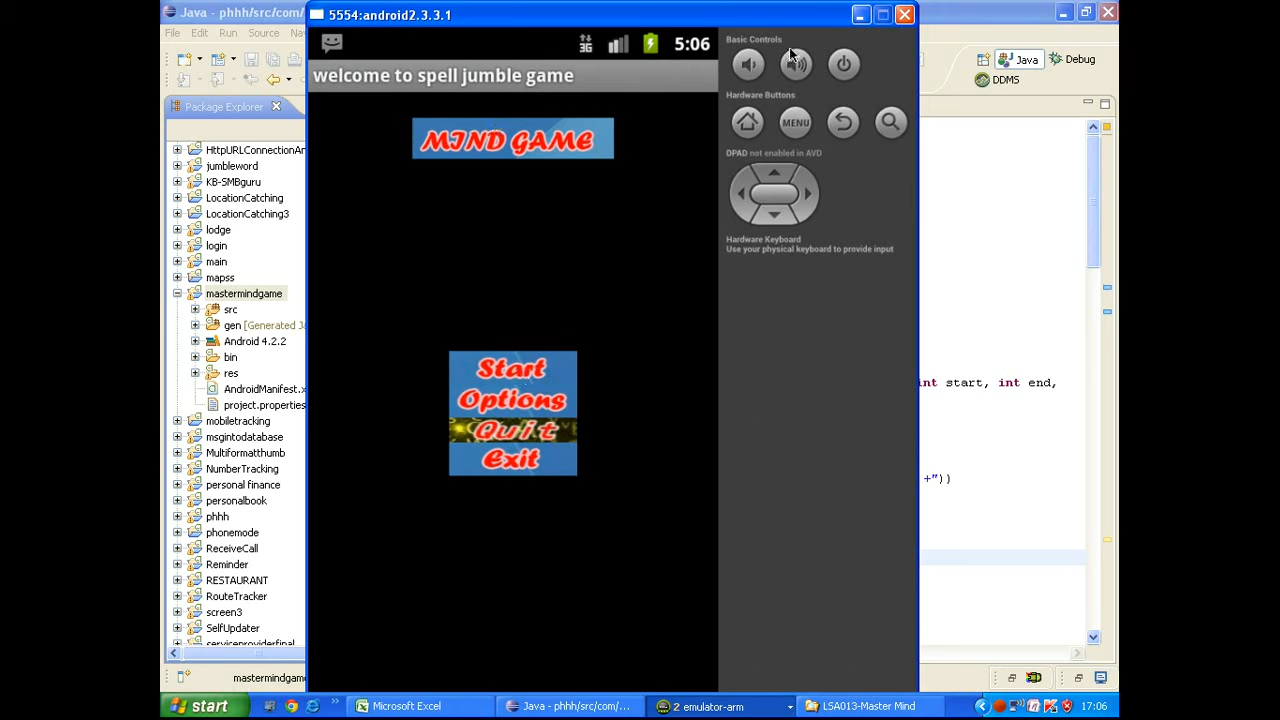 Java - phhh/src/com/
File Edit Run Source
Package Explorer
HttpURLConnectionAr
jumbleword
KB-SMBguru
LocationCatching
LocationCatching3
lodge
login
main
mapss
mastermindgame
src
gen [Generated Ja
Android 4.2.2
bin
res
AndroidManifest.x
project.properties
mobiletracking
msgintodatabase
Multiformatthumb
NumberTracking
personal finance
personalbook
phhh
phonemode
ReceiveCall
Reminder
RESTAURANT
RouteTracker
screen3
SelfUpdater
serviceproviderfinal
mastermindgam
5554:android2.3.3.1
3G
5:06
welcome to spell jumble game
MIND GAME
Start
Options
Quit
Exit
Basic Controls
Hardware Buttons
MENU
DPAD not enabled in AVD
Hardware Keyboard
Use your physical keyboard to provide input
Java
Debug
DDMS
int start, int end,
+"))
start
Microsoft Excel
Java - phhh/src/com/...
2 emulator-arm
LSA013-Master Mind
17:06